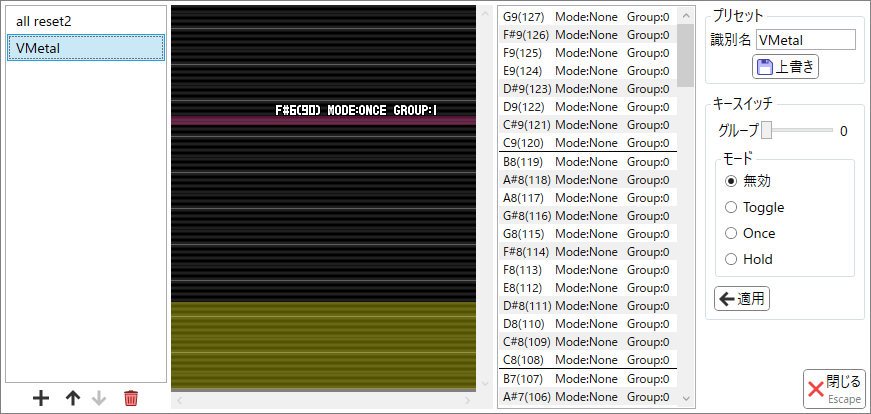 all reset2
VMetal
F#6(90) MODE:ONCE GROUP:1
G9(127) Mode:None Group:0
F#9(126) Mode:None Group:0
F9(125) Mode:None Group:0
E9(124) Mode:None Group:0
D#9(123) Mode:None Group:0
D9(122) Mode:None Group:0
C#9(121) Mode:None Group:0
C9(120) Mode:None Group:0
B8(119) Mode:None Group:0
A#8(118) Mode:None Group:0
A8(117) Mode:None Group:0
G#8(116) Mode:None Group:0
G8(115) Mode:None Group:0
F#8(114) Mode:None Group:0
F8(113) Mode:None Group:0
E8(112) Mode:None Group:0
D#8(111) Mode:None Group:0
D8(110) Mode:None Group:0
C#8(109) Mode:None Group:0
C8(108) Mode:None Group:0
B7(107) Mode:None Group:0
A#7(106) Mode:None Group:0
プリセット
識別名 VMetal
上書き
キースイッチ
グループ 0
モード
無効
Toggle
Once
Hold
適用
閉じる
Escape